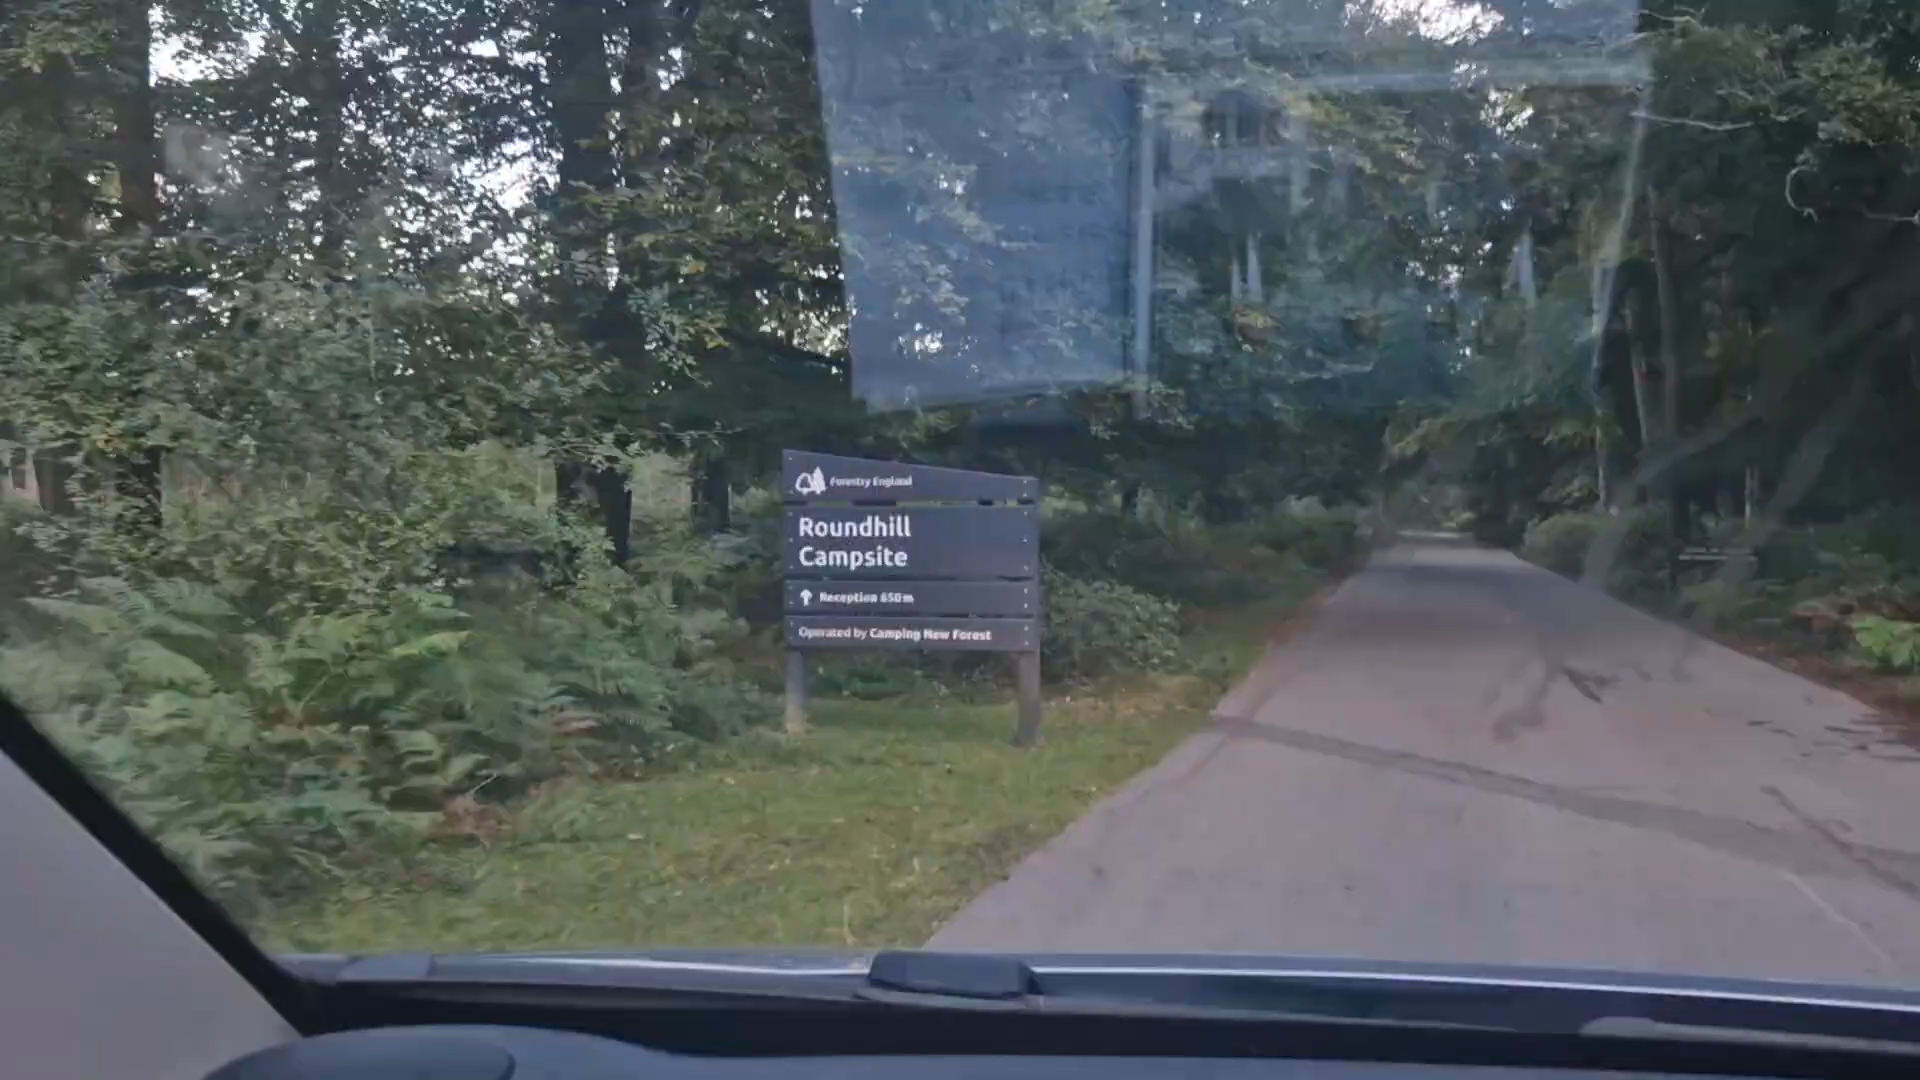 Forestry England
Roundhill
Campsite
Reception 650m
Operated by Camping New Forest